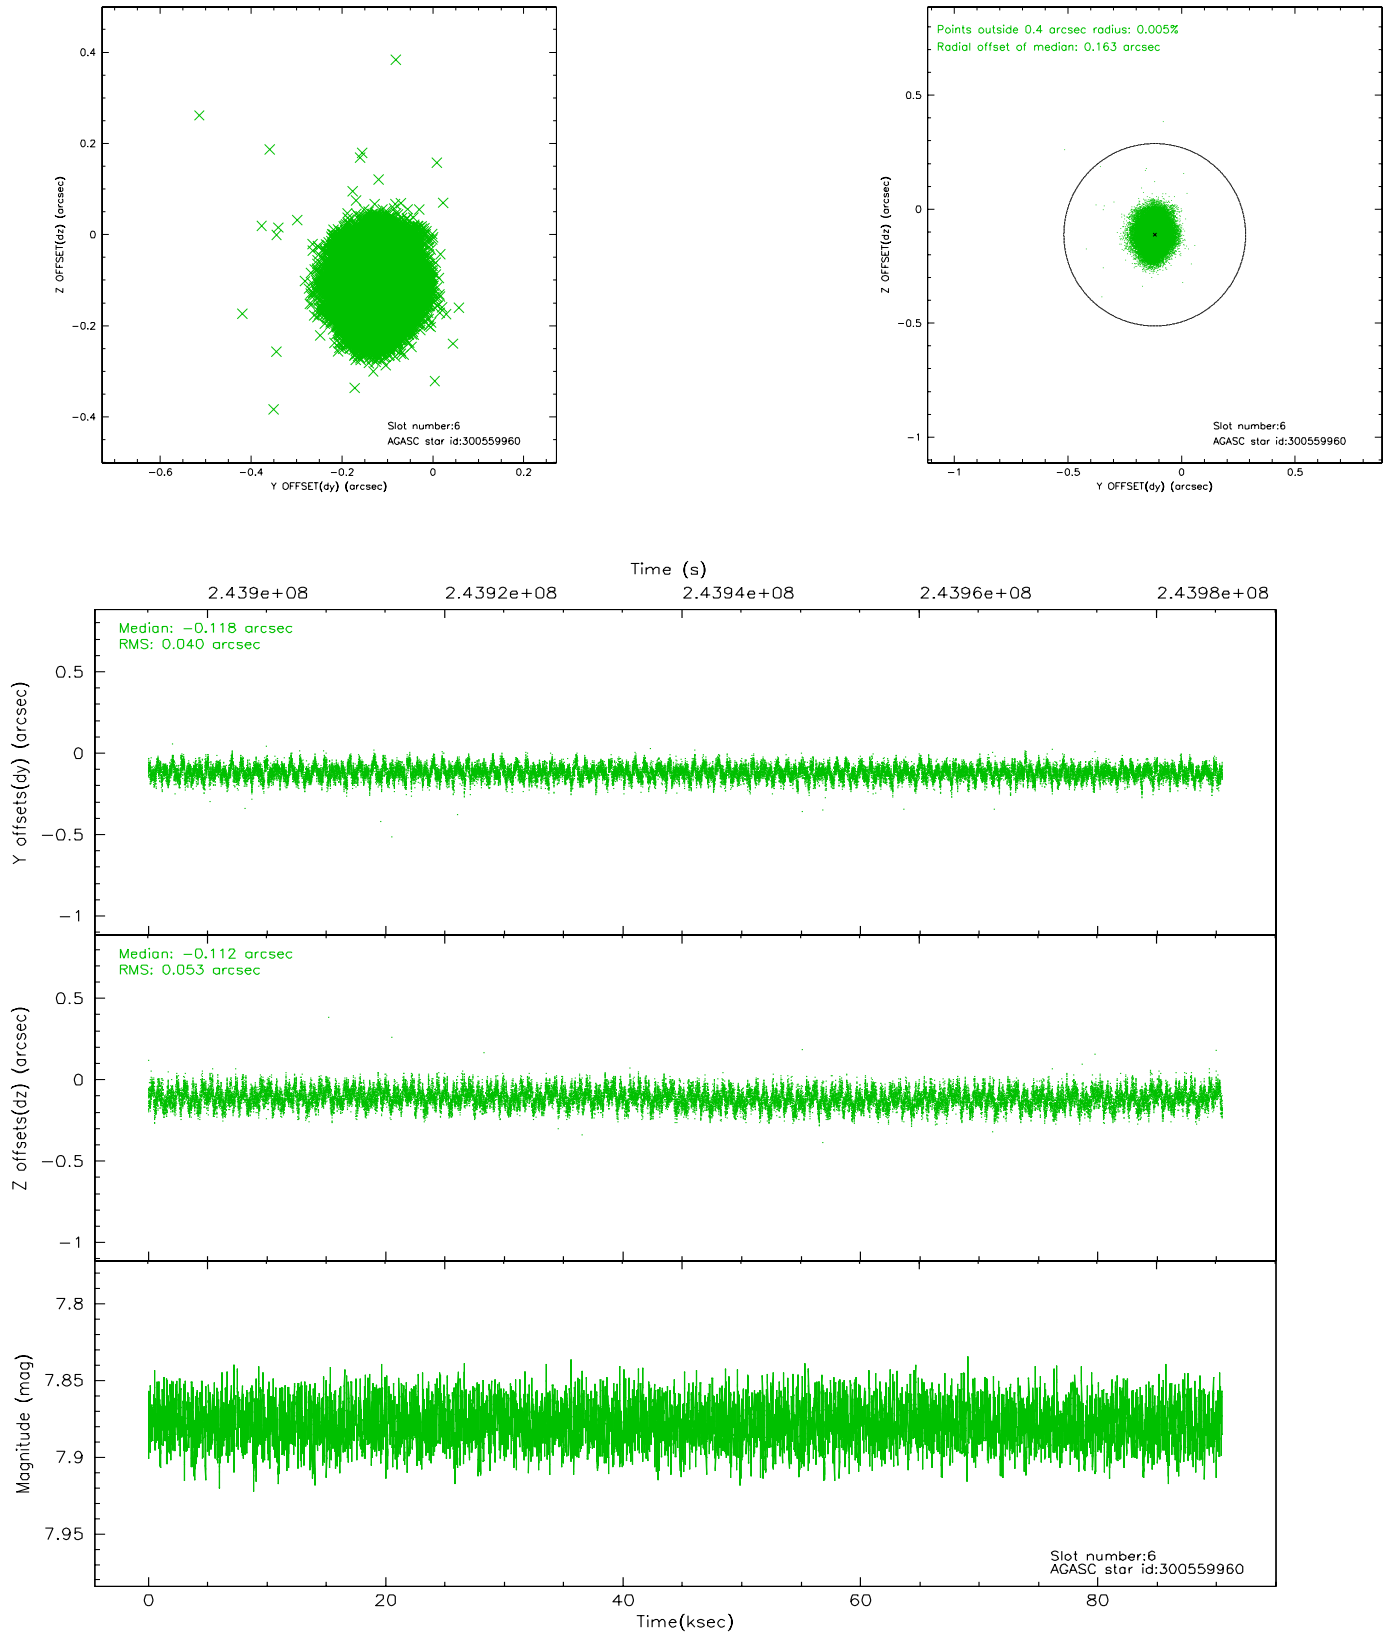 0.4
0.2
0
−0.2
−0.4
Z OFFSET(dz) (arcsec)
Slot number:6
AGASC star id:300559960
−0.6 −0.4 −0.2 0 0.2
Y OFFSET(dy) (arcsec)
Points outside 0.4 arcsec radius: 0.005%
Radial offset of median: 0.163 arcsec
0.5
0
−0.5
−1
Z OFFSET(dz) (arcsec)
Slot number:6
AGASC star id:300559960
−1 −0.5 0 0.5
Y OFFSET(dy) (arcsec)
Time (s)
2.439e+08 2.4392e+08 2.4394e+08 2.4396e+08 2.4398e+08
Median: −0.118 arcsec
RMS: 0.040 arcsec
0.5
0
−0.5
−1
Y offsets(dy) (arcsec)
Median: −0.112 arcsec
RMS: 0.053 arcsec
0.5
0
−0.5
−1
Z offsets(dz) (arcsec)
7.8
7.85
7.9
7.95
Magnitude (mag)
Slot number:6
AGASC star id:300559960
0 20 40 60 80
Time(ksec)